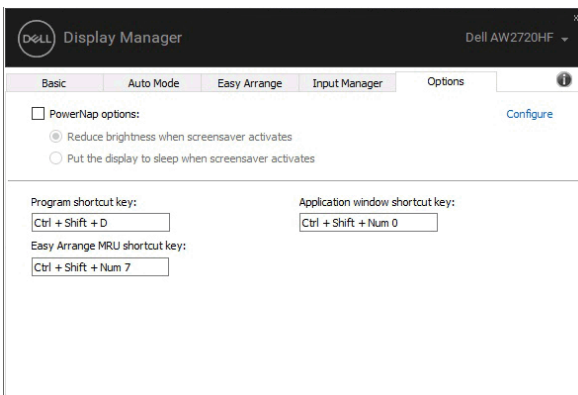 DELL Display Manager
Dell AW2720HF
Basic Auto Mode Easy Arrange Input Manager Options
PowerNap options:
Configure
Reduce brightness when screensaver activates
Put the display to sleep when screensaver activates
Program shortcut key:
Application window shortcut key:
Ctrl + Shift + D
Ctrl + Shift + Num 0
Easy Arrange MRU shortcut key:
Ctrl + Shift + Num 7